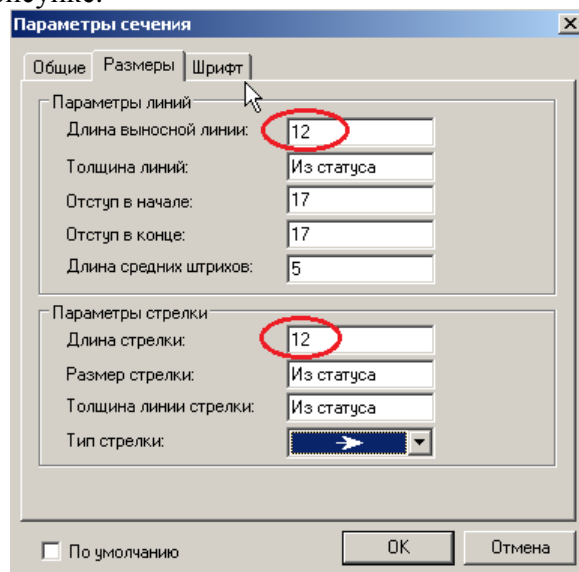 Параметры сечения
Общие Размеры Шрифт
Параметры линий
Длина выносной линии: 12
Толщина линий: Из статуса
Отступ в начале: 17
Отступ в конце: 17
Длина средних штрихов: 5
Параметры стрелки
Длина стрелки: 12
Размер стрелки: Из статуса
Толщина линии стрелки: Из статуса
Тип стрелки:
По умолчанию OK Отмена